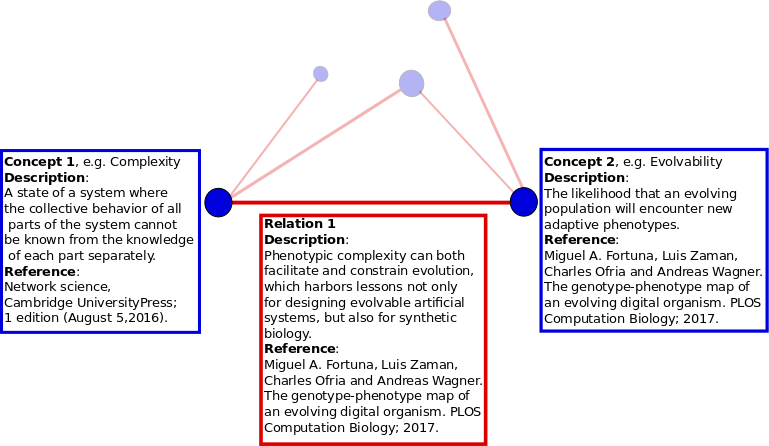 Concept 1, e.g. Complexity
Description:
A state of a system where
the collective behavior of all
parts of the system cannot
be known from the knowledge
of each part separately.
Reference:
Network science,
Cambridge UniversityPress;
1 edition (August 5,2016).
Relation 1
Description:
Phenotypic complexity can both
facilitate and constrain evolution,
which harbors lessons not only
for designing evolvable artificial
systems, but also for synthetic
biology.
Reference:
Miguel A. Fortuna, Luis Zaman,
Charles Ofria and Andreas Wagner.
The genotype-phenotype map of
an evolving digital organism. PLOS
Computation Biology; 2017.
Concept 2, e.g. Evolvability
Description:
The likelihood that an evolving
population will encounter new
adaptive phenotypes.
Reference:
Miguel A. Fortuna, Luis Zaman,
Charles Ofria and Andreas Wagner.
The genotype-phenotype map of
an evolving digital organism. PLOS
Computation Biology; 2017.